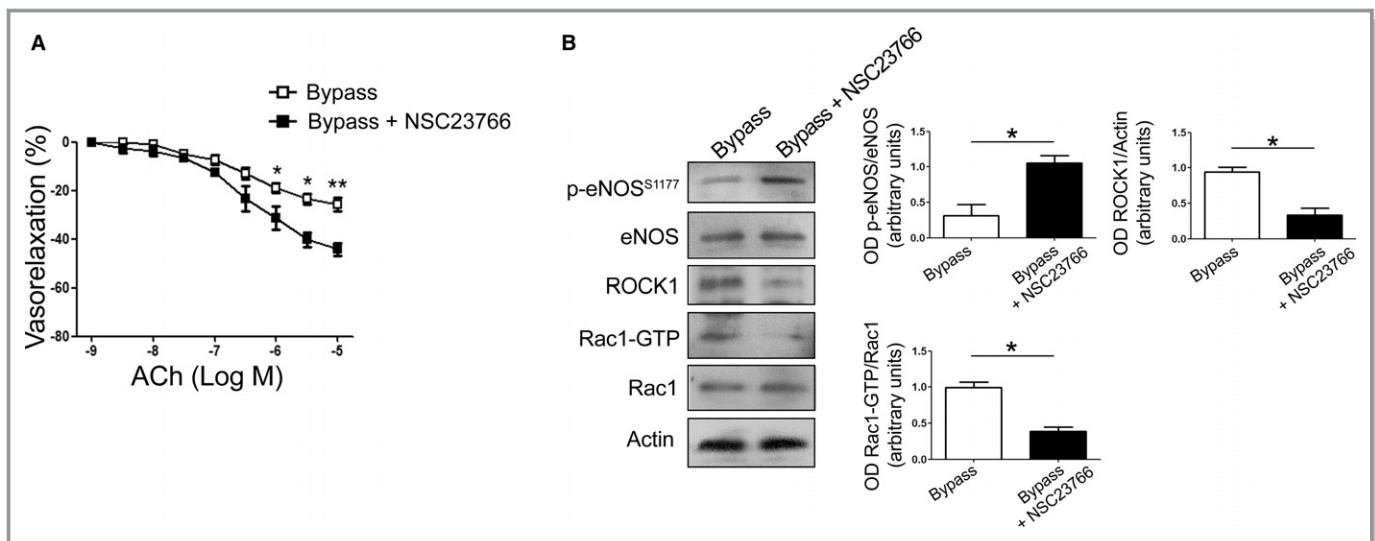 A
Bypass
Bypass + NSC23766
Vasorelaxation (%)
0
-20
-40
-60
-80
* * **
-9 -8 -7 -6 -5
ACh (Log M)
B
Bypass
Bypass + NSC23766
p-eNOS^S1177
eNOS
ROCK1
Rac1-GTP
Rac1
Actin
OD p-eNOS/eNOS
(arbitrary units)
1.5
1.0
0.5
0.0
*
Bypass
Bypass
+ NSC23766
OD ROCK1/Actin
(arbitrary units)
1.5
1.0
0.5
0.0
*
Bypass
Bypass
+ NSC23766
OD Rac1-GTP/Rac1
(arbitrary units)
1.5
1.0
0.5
0.0
*
Bypass
Bypass
+ NSC23766